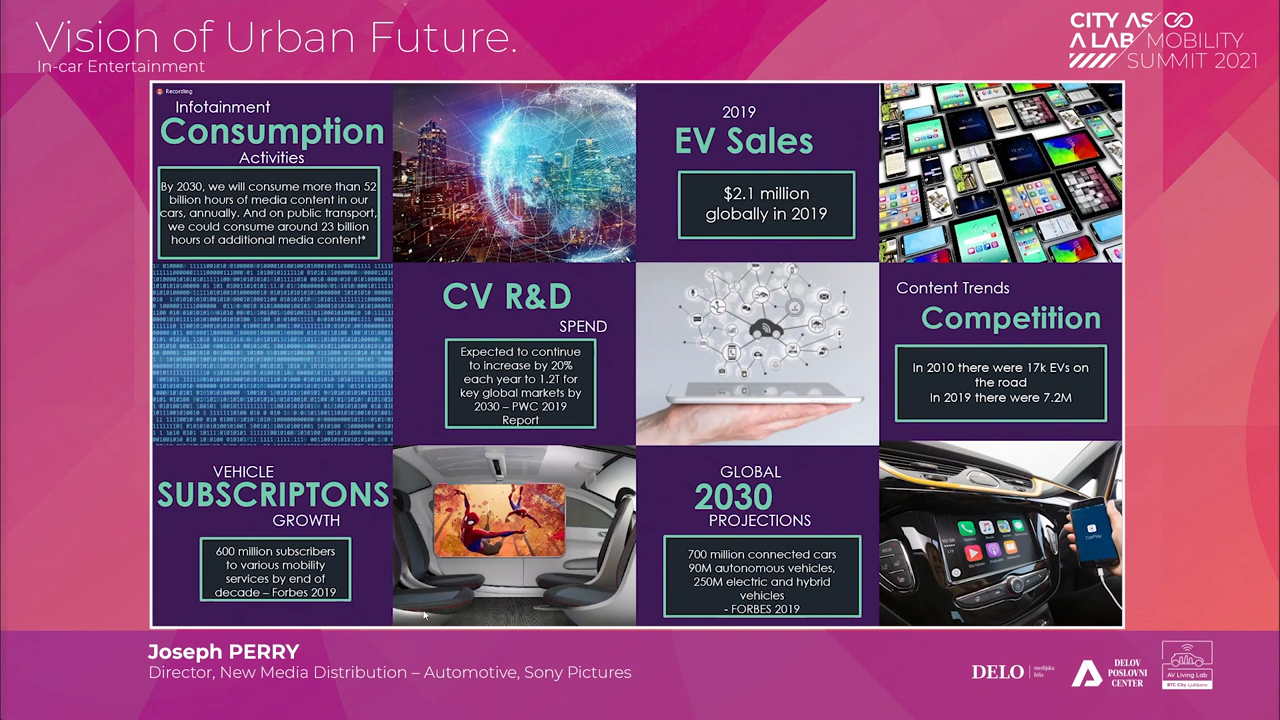 Vision of Urban Future.
In-car Entertainment
CITY AS
A LAB / MOBILITY
SUMMIT 2021
Recording
Infotainment
Consumption
Activities
By 2030, we will consume more than 52
billion hours of media content in our
cars, annually. And on public transport,
we could consume around 23 billion
hours of additional media content*
2019
EV Sales
$2.1 million
globally in 2019
CV R&D
SPEND
Expected to continue
to increase by 20%
each year to 1.2T for
key global markets by
2030 – PWC 2019
Report
Content Trends
Competition
In 2010 there were 17k EVs on
the road
In 2019 there were 7.2M
VEHICLE
SUBSCRIPTONS
GROWTH
600 million subscribers
to various mobility
services by end of
decade – Forbes 2019
GLOBAL
2030
PROJECTIONS
700 million connected cars
90M autonomous vehicles,
250M electric and hybrid
vehicles
- FORBES 2019
CarPlay
Joseph PERRY
Director, New Media Distribution – Automotive, Sony Pictures
DELO
medijska
hiša
DELOV
POSLOVNI
CENTER
AV Living Lab
BTC City Ljubljana